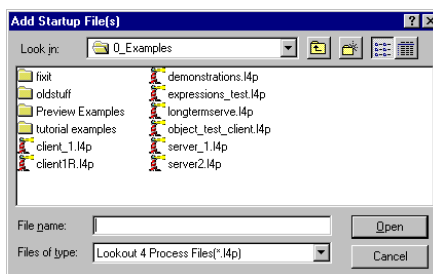 Add Startup File(s)
Look in: 0_Examples
fixit
oldstuff
Preview Examples
tutorial examples
client_1.l4p
client1R.l4p
demonstrations.l4p
expressions_test.l4p
longtermserve.l4p
object_test_client.l4p
server_1.l4p
server2.l4p
File name:
Open
Files of type: Lookout 4 Process Files(*.l4p)
Cancel